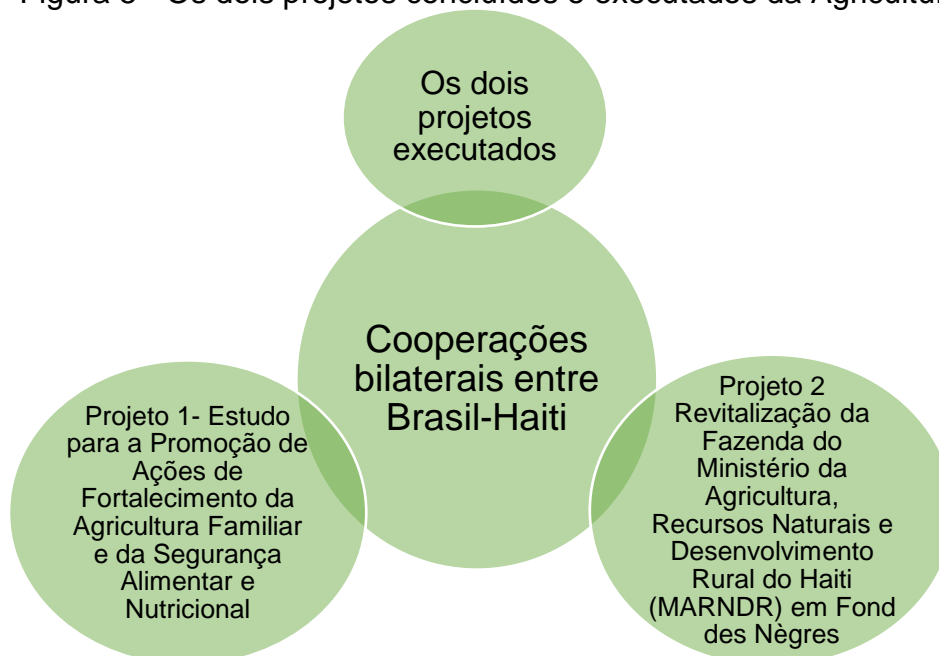 Os dois projetos concluídos e executados da Agricultu
Os dois
projetos
executados
Cooperações
bilaterais entre
Brasil-Haiti
Projeto 1- Estudo
para a Promoção de
Ações de
Fortalecimento da
Agricultura Familiar
e da Segurança
Alimentar e
Nutricional
Projeto 2
Revitalização da
Fazenda do
Ministério da
Agricultura,
Recursos Naturais e
Desenvolvimento
Rural do Haiti
(MARNDR) em Fond
des Nègres